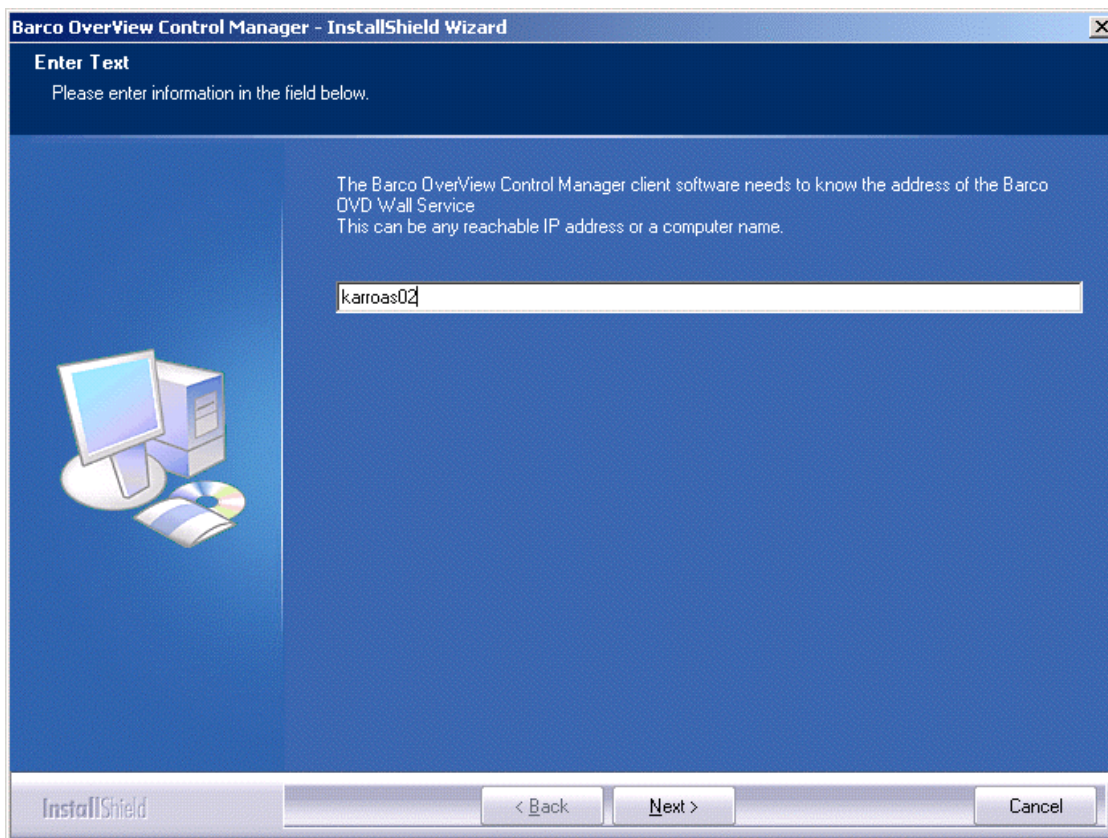 Barco OverView Control Manager - InstallShield Wizard
Enter Text
Please enter information in the field below.
The Barco OverView Control Manager client software needs to know the address of the Barco
OVD Wall Service
This can be any reachable IP address or a computer name.
karroas02
InstallShield
< Back
Next >
Cancel